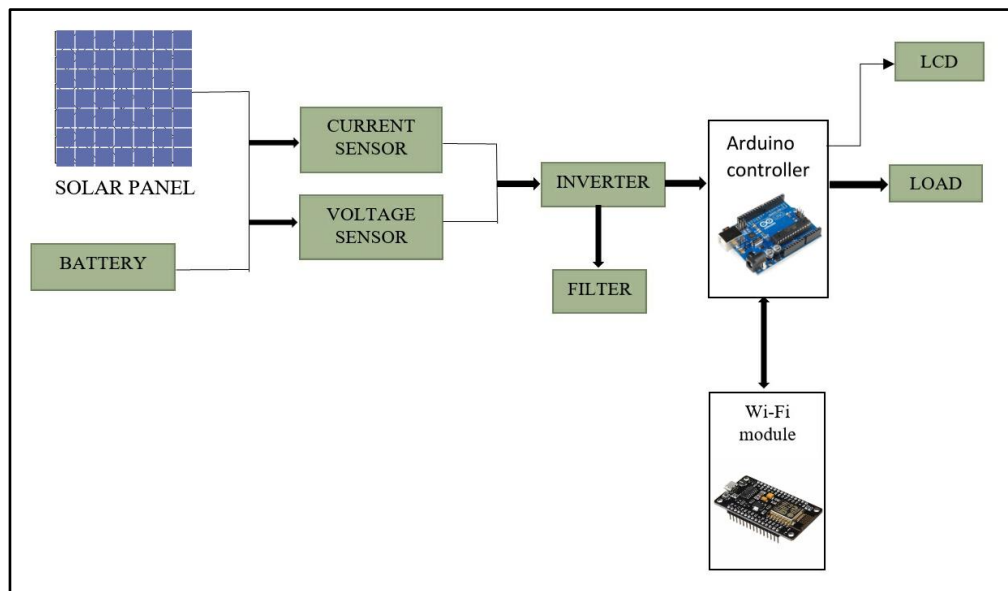 SOLAR PANEL
BATTERY
CURRENT
SENSOR
VOLTAGE
SENSOR
INVERTER
FILTER
Arduino
controller
LCD
LOAD
Wi-Fi
module